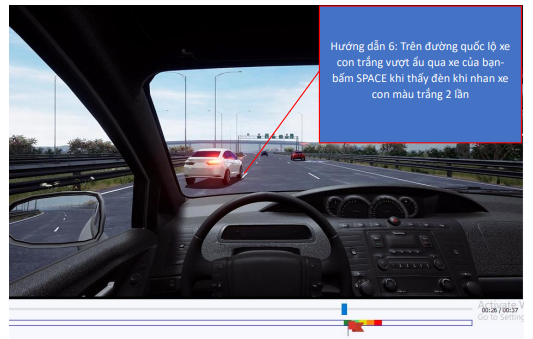 Hướng dẫn 6: Trên đường quốc lộ xe
con trắng vượt ẩu qua xe của bạn-
bấm SPACE khi thấy đèn khi nhan xe
con màu trắng 2 lần
Activate W
00:26 / 00:37
Go to Setting